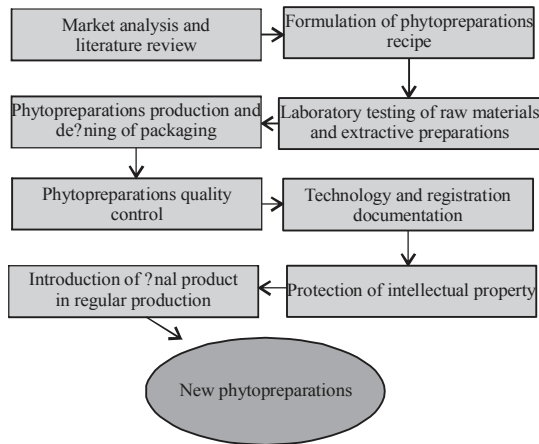 Market analysis and
literature review
Formulation of phytopreparations
recipe
Laboratory testing of raw materials
and extractive preparations
Phytopreparations production and
de?ning of packaging
Phytopreparations quality
control
Technology and registration
documentation
Protection of intellectual property
Introduction of ?nal product
in regular production
New phytopreparations